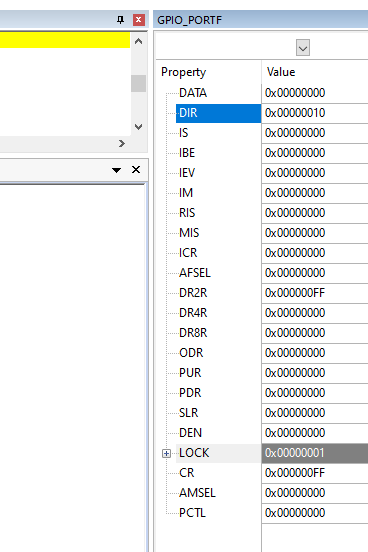 GPIO_PORTF
Property Value
DATA 0x00000000
DIR 0x00000010
IS 0x00000000
IBE 0x00000000
IEV 0x00000000
IM 0x00000000
RIS 0x00000000
MIS 0x00000000
ICR 0x00000000
AFSEL 0x00000000
DR2R 0x000000FF
DR4R 0x00000000
DR8R 0x00000000
ODR 0x00000000
PUR 0x00000000
PDR 0x00000000
SLR 0x00000000
DEN 0x00000000
LOCK 0x00000001
CR 0x000000FF
AMSEL 0x00000000
PCTL 0x00000000